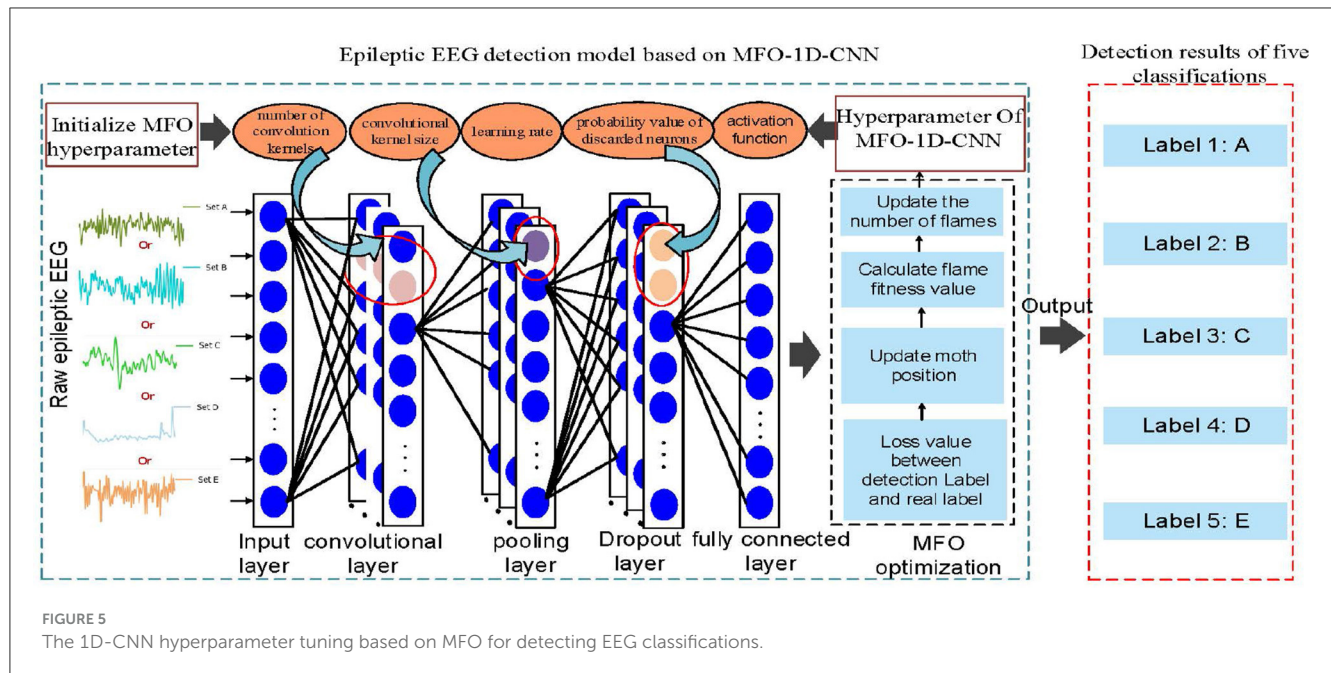 Epileptic EEG detection model based on MFO-1D-CNN
Detection results of five
classifications
Initialize MFO
hyperparameter
number of
convolution
kernels
convolutional
kernel size
learning rate
probability value of
discarded neurons
activation
function
Hyperparameter Of
MFO-1D-CNN
Raw epileptic EEG
Set A
Or
Set B
Or
Set C
Or
Set D
Or
Set E
Input
layer
convolutional
layer
pooling
layer
Dropout
layer
fully connected
layer
Update the
number of flames
Calculate flame
fitness value
Update moth
position
Loss value
between
detection Label
and real label
MFO
optimization
Output
Label 1: A
Label 2: B
Label 3: C
Label 4: D
Label 5: E
FIGURE 5
The 1D-CNN hyperparameter tuning based on MFO for detecting EEG classifications.